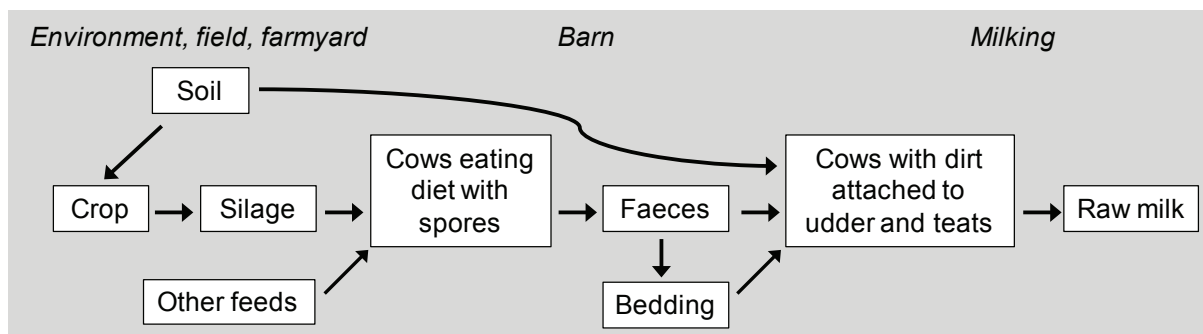 Environment, field, farmyard
Barn
Milking
Soil
Cows eating
diet with
spores
Cows with dirt
attached to
udder and teats
Crop
Silage
Faeces
Raw milk
Other feeds
Bedding